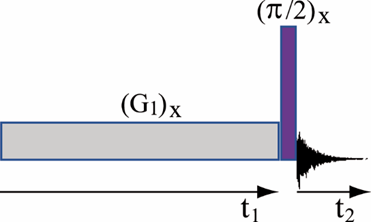 (π/2)x
(G1)x
t1
t2